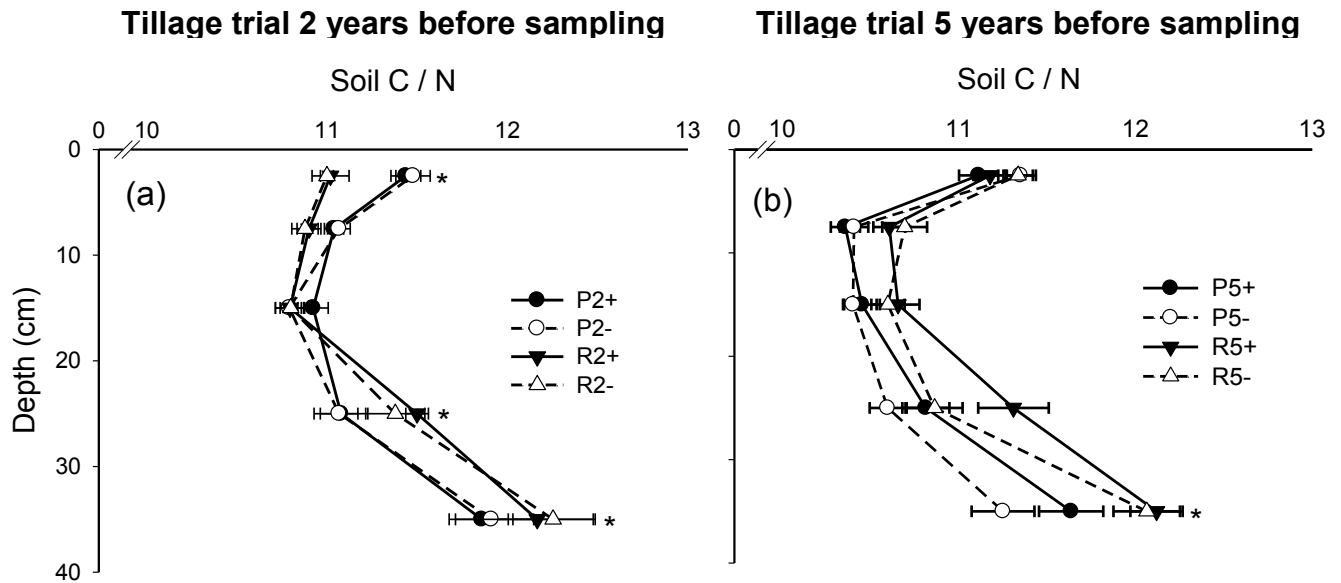 Tillage trial 2 years before sampling
Tillage trial 5 years before sampling
Soil C / N
Soil C / N
0 10 11 12 13
0 10 11 12 13
0
10
20
30
40
Depth (cm)
(a)
*
*
*
P2+
P2-
R2+
R2-
(b)
*
P5+
P5-
R5+
R5-